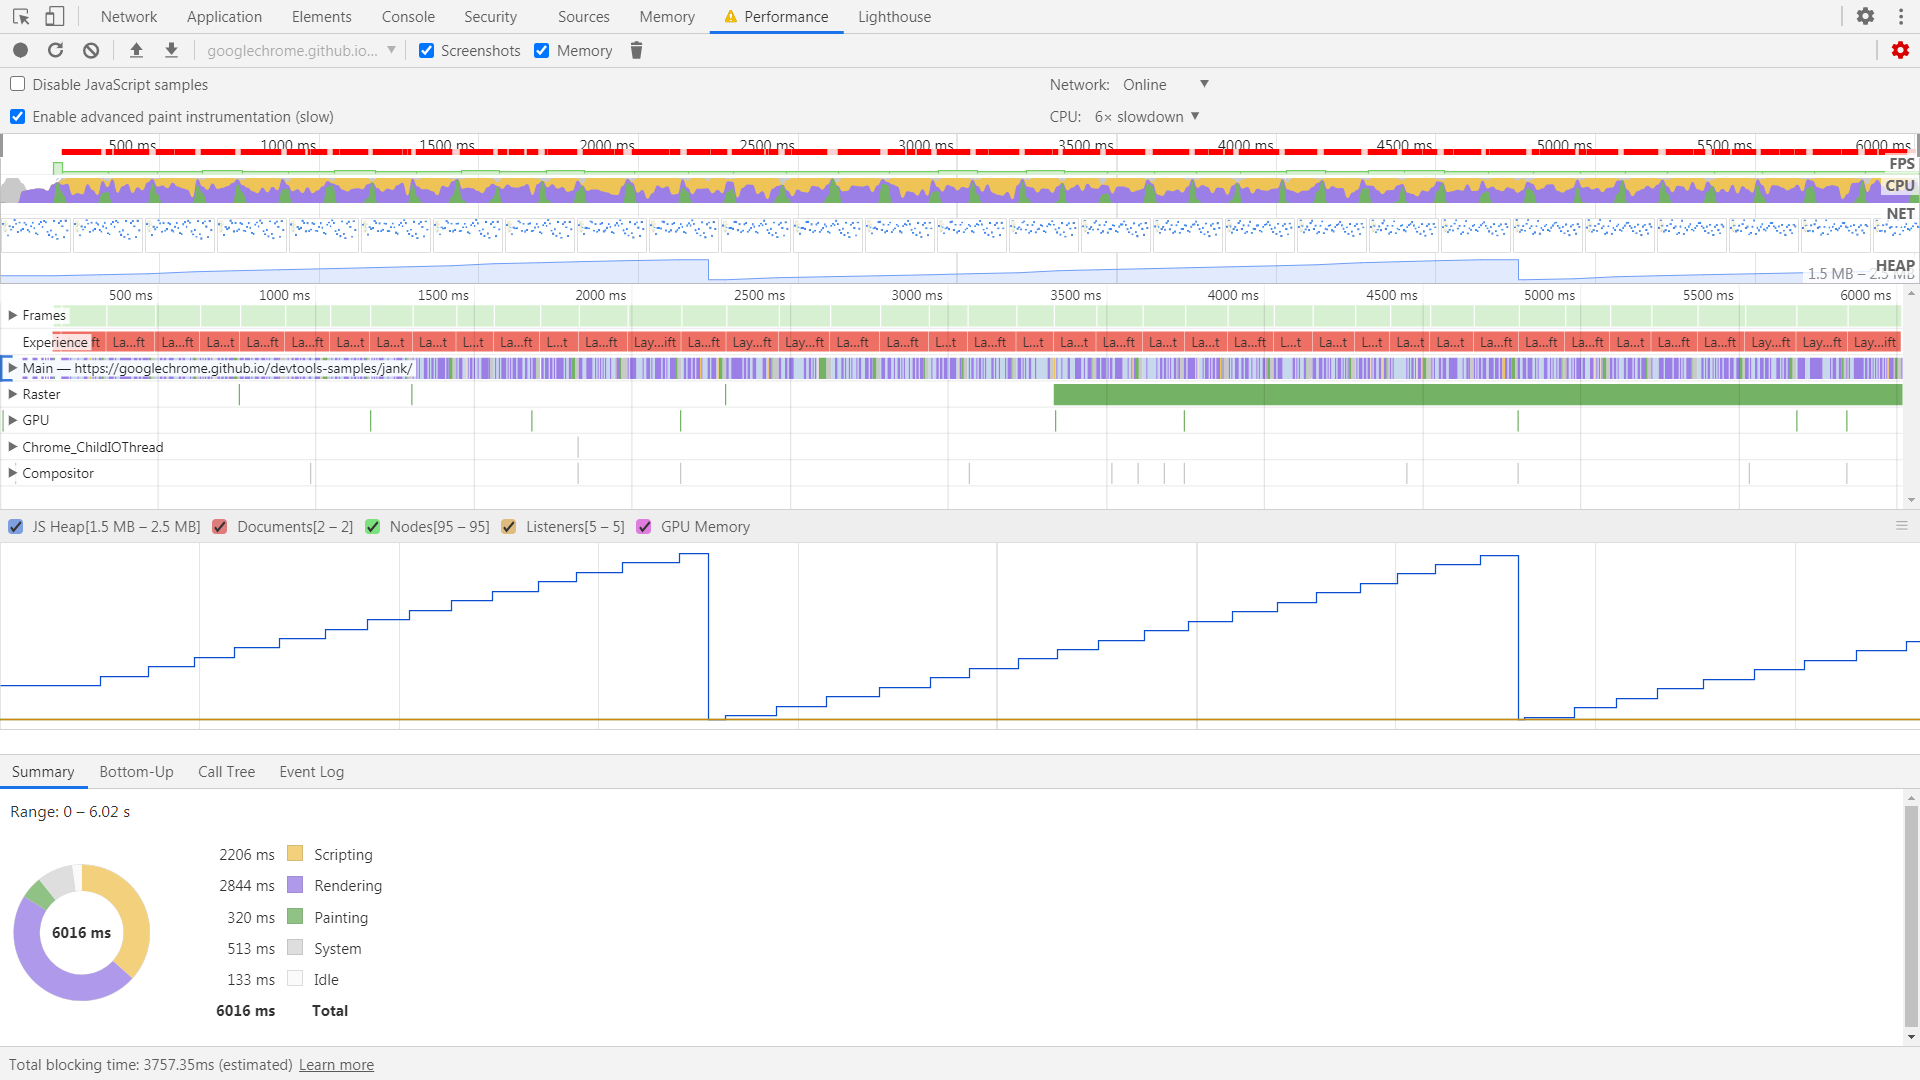 Network Application Elements Console Security Sources Memory Performance Lighthouse
googlechrome.github.io... Screenshots Memory
Disable JavaScript samples Network: Online
Enable advanced paint instrumentation (slow) CPU: 6× slowdown
500 ms 1000 ms 1500 ms 2000 ms 2500 ms 3000 ms 3500 ms 4000 ms 4500 ms 5000 ms 5500 ms 6000 ms
FPS
CPU
NET
HEAP
1.5 MB – 2.5 MB
500 ms 1000 ms 1500 ms 2000 ms 2500 ms 3000 ms 3500 ms 4000 ms 4500 ms 5000 ms 5500 ms 6000 ms
Frames
Experience ft La...ft La...ft La...t La...ft La...ft La...t La...t La...t L...t La...ft L...t La...ft Lay...ift La...ft Lay...ft Lay...ft La...ft La...ft L...t La...ft L...t La...t La...ft La...t La...t La...ft L...t La...t La...t La...t La...ft La...ft La...ft La...t La...ft La...ft Lay...ft Lay...ft Lay...ift
Main — https://googlechrome.github.io/devtools-samples/jank/
Raster
GPU
Chrome_ChildIOThread
Compositor
JS Heap[1.5 MB – 2.5 MB] Documents[2 – 2] Nodes[95 – 95] Listeners[5 – 5] GPU Memory
Summary Bottom-Up Call Tree Event Log
Range: 0 – 6.02 s
2206 ms Scripting
2844 ms Rendering
320 ms Painting
513 ms System
133 ms Idle
6016 ms Total
6016 ms
Total blocking time: 3757.35ms (estimated) Learn more